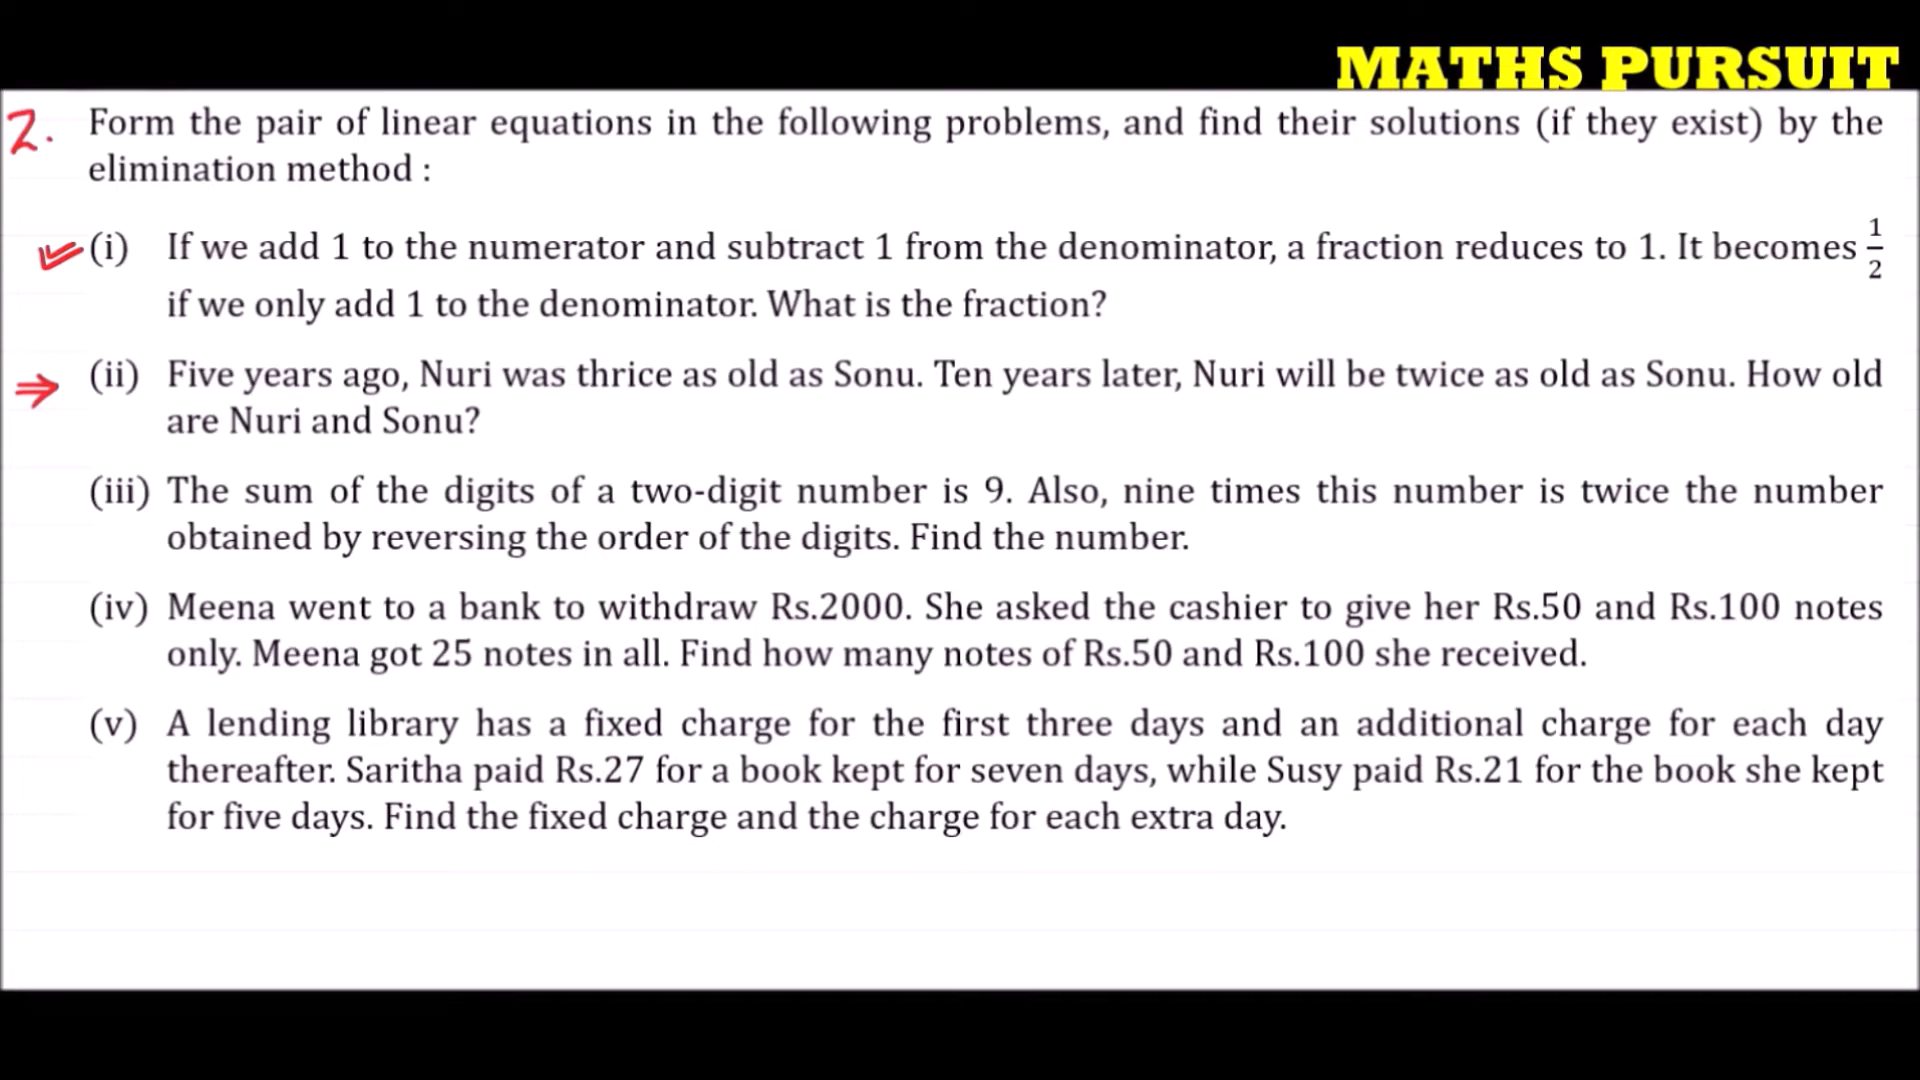 MATHS PURSUIT
2. Form the pair of linear equations in the following problems, and find their solutions (if they exist) by the
elimination method :
(i) If we add 1 to the numerator and subtract 1 from the denominator, a fraction reduces to 1. It becomes 1/2
if we only add 1 to the denominator. What is the fraction?
(ii) Five years ago, Nuri was thrice as old as Sonu. Ten years later, Nuri will be twice as old as Sonu. How old
are Nuri and Sonu?
(iii) The sum of the digits of a two-digit number is 9. Also, nine times this number is twice the number
obtained by reversing the order of the digits. Find the number.
(iv) Meena went to a bank to withdraw Rs.2000. She asked the cashier to give her Rs.50 and Rs.100 notes
only. Meena got 25 notes in all. Find how many notes of Rs.50 and Rs.100 she received.
(v) A lending library has a fixed charge for the first three days and an additional charge for each day
thereafter. Saritha paid Rs.27 for a book kept for seven days, while Susy paid Rs.21 for the book she kept
for five days. Find the fixed charge and the charge for each extra day.